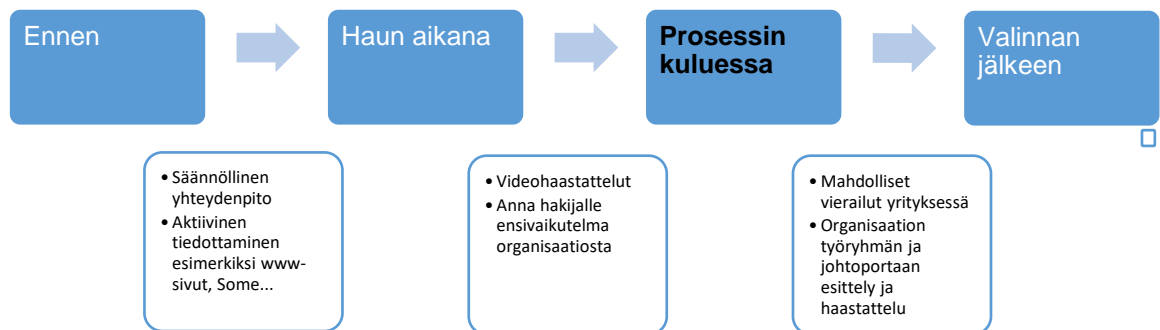 Ennen
Haun aikana
Prosessin
kuluessa
Valinnan
jälkeen
• Säännöllinen
yhteydenpito
• Aktiivinen
tiedottaminen
esimerkiksi www-
sivut, Some...
• Videohaastattelut
• Anna hakijalle
ensivaikutelma
organisaatiosta
• Mahdolliset
vierailut yrityksessä
• Organisaation
työryhmän ja
johtoportaan
esittely ja
haastattelu